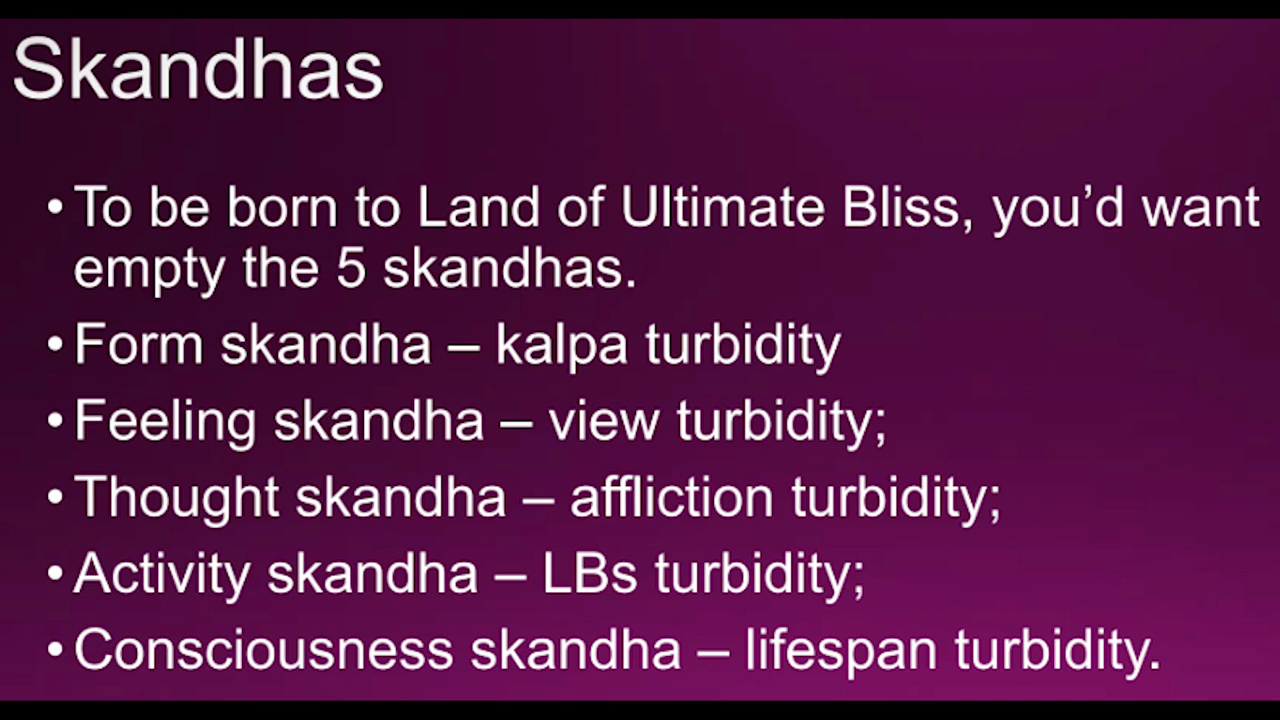 Skandhas
• To be born to Land of Ultimate Bliss, you’d want
empty the 5 skandhas.
• Form skandha – kalpa turbidity
• Feeling skandha – view turbidity;
• Thought skandha – affliction turbidity;
• Activity skandha – LBs turbidity;
• Consciousness skandha – lifespan turbidity.